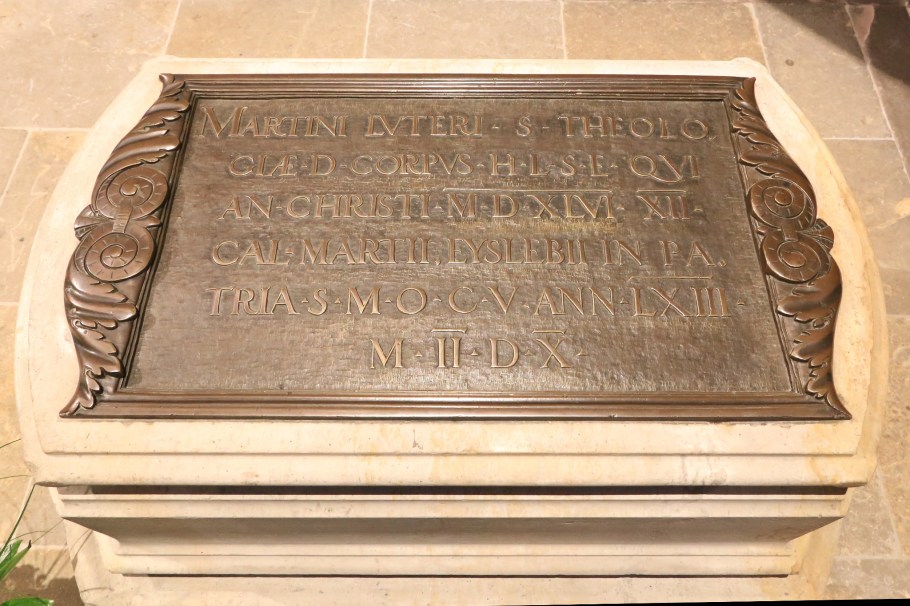 MARTINI LVTERI · S · THEOLO,
GIÆ·D·CORPVS·H·L·S·E·QVI
AN·CHRISTI M·D·XLVI·XII·
CAL·MARTII, EYSLEBII IN P·A,
TRIA·S·M·O·C·V·ANN·LXIII·
M·II·D·X·